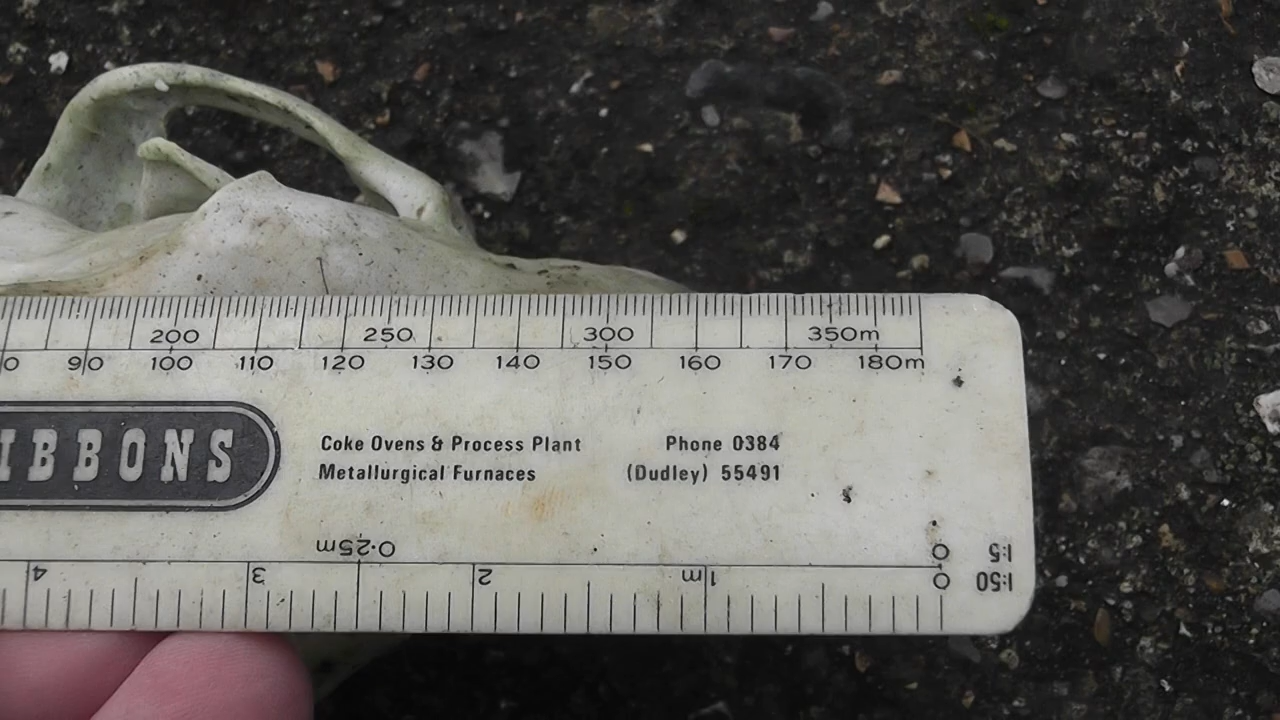 200 250 300 350m
90 100 110 120 130 140 150 160 170 180m
IBBONS
Coke Ovens & Process Plant Phone 0384
Metallurgical Furnaces (Dudley) 55491
0·25m 0 1:5
4 3 2 1m 0 1:50